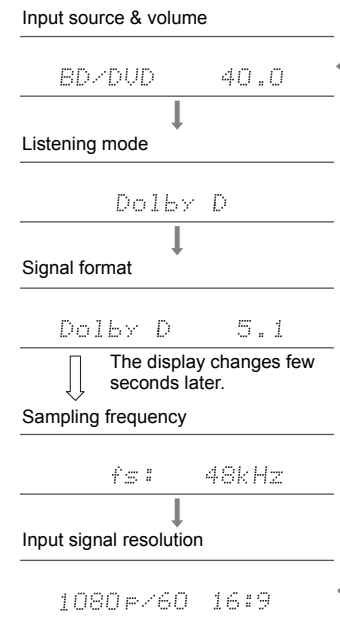 Input source & volume
BD/DVD 40.0
Listening mode
Dolby D
Signal format
Dolby D 5.1
The display changes few
seconds later.
Sampling frequency
fs: 48kHz
Input signal resolution
1080p/60 16:9